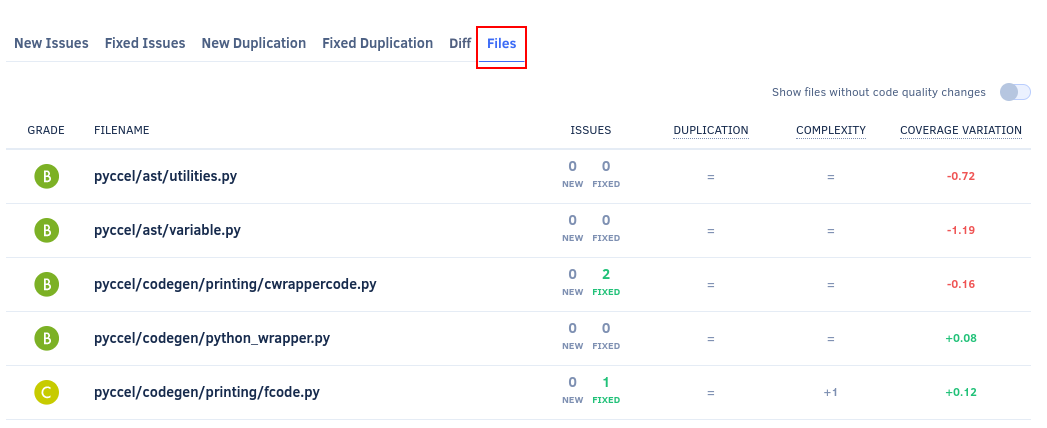 New Issues Fixed Issues New Duplication Fixed Duplication Diff Files
Show files without code quality changes
GRADE FILENAME ISSUES DUPLICATION COMPLEXITY COVERAGE VARIATION
B pyccel/ast/utilities.py 0 0 = = -0.72
NEW FIXED
B pyccel/ast/variable.py 0 0 = = -1.19
NEW FIXED
B pyccel/codegen/printing/cwrappercode.py 0 2 = = -0.16
NEW FIXED
B pyccel/codegen/python_wrapper.py 0 0 = = +0.08
NEW FIXED
C pyccel/codegen/printing/fcode.py 0 1 = +1 +0.12
NEW FIXED